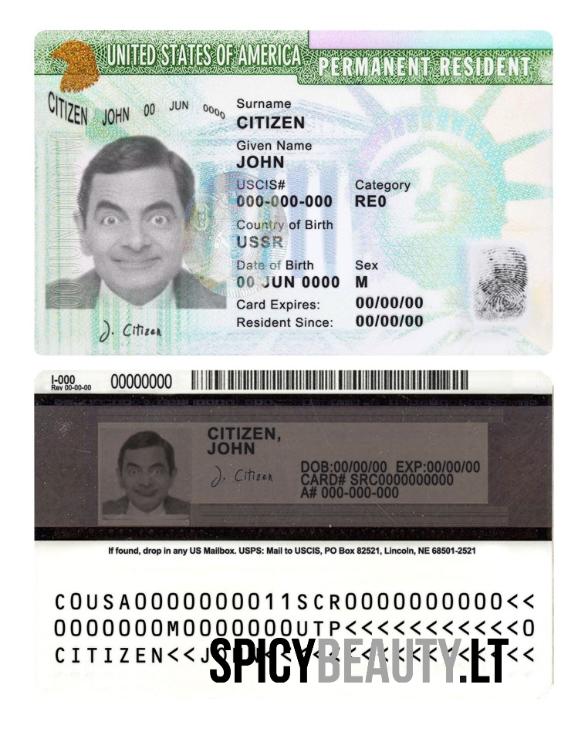 UNITED STATES OF AMERICA PERMANENT RESIDENT
CITIZEN JOHN 00 JUN 0000
Surname
CITIZEN
Given Name
JOHN
USCIS# Category
000-000-000 RE0
Country of Birth
USSR
Date of Birth Sex
00 JUN 0000 M
Card Expires: 00/00/00
Resident Since: 00/00/00
J. Citizen
I-000 00000000
Rev 00-00-00
CITIZEN,
JOHN
J. Citizen
DOB:00/00/00 EXP:00/00/00
CARD# SRC0000000000
A# 000-000-000
If found, drop in any US Mailbox. USPS: Mail to USCIS, PO Box 82521, Lincoln, NE 68501-2521
COUSA0000000011SCR0000000000<<
0000000M0000000UTP<<<<<<<<<<<0
CITIZEN<<J
SPICYBEAUTY.LT